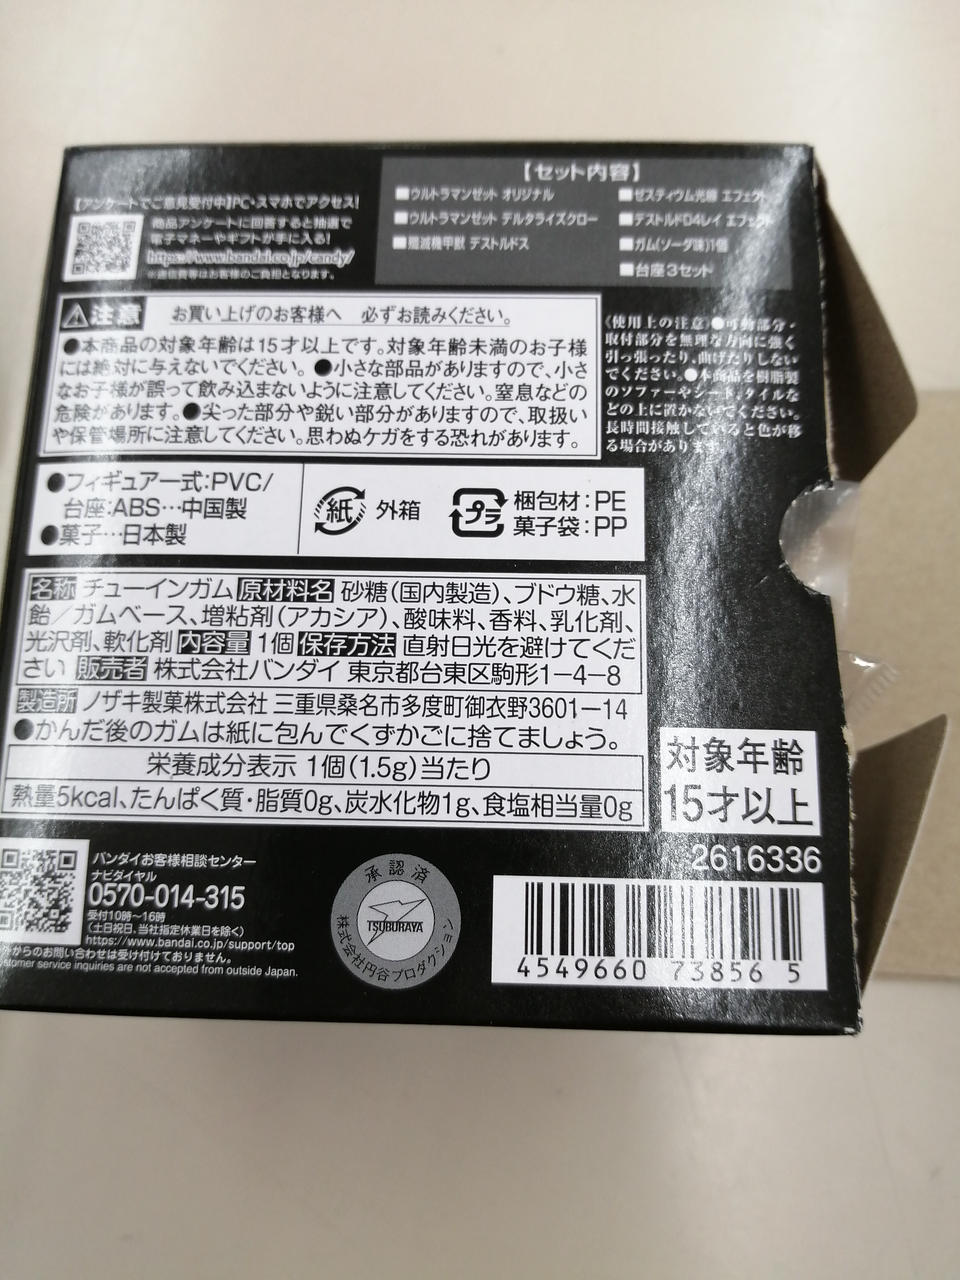 【アンケートでご意見受付中】PC・スマホでアクセス!
商品アンケートに回答すると抽選で
電子マネーやギフトが手に入る!
https://www.bandai.co.jp/candy/
※通信費等はお客様のご負担となります。
【セット内容】
■ウルトラマンゼット オリジナル
■ウルトラマンゼット デルタライズクロー
■殲滅機甲獣 デストルドス
■ゼスティウム光線 エフェクト
■デストルドD4レイ エフェクト
■ガム(ソーダ味)1個
■台座3セット
⚠注意 お買い上げのお客様へ 必ずお読みください。
●本商品の対象年齢は15才以上です。対象年齢未満のお子様
には絶対に与えないでください。●小さな部品がありますので、小さ
なお子様が誤って飲み込まないように注意してください。窒息などの
危険があります。●尖った部分や鋭い部分がありますので、取扱い
や保管場所に注意してください。思わぬケガをする恐れがあります。
《使用上の注意》●可動部分・
取付部分を無理な方向に強く
引っ張ったり、曲げたりしない
でください。●本商品を樹脂製
のソファーやシート、タイルな
どの上に置かないでください。
長時間接触していると色が移
る場合があります。
●フィギュア一式:PVC/
台座:ABS…中国製
●菓子…日本製
紙 外箱
プラ 梱包材:PE
菓子袋:PP
名称 チューインガム 原材料名 砂糖(国内製造)、ブドウ糖、水
飴/ガムベース、増粘剤(アカシア)、酸味料、香料、乳化剤、
光沢剤、軟化剤 内容量 1個 保存方法 直射日光を避けてくだ
さい 販売者 株式会社バンダイ 東京都台東区駒形1-4-8
製造所 ノザキ製菓株式会社 三重県桑名市多度町御衣野3601-14
●かんだ後のガムは紙に包んでくずかごに捨てましょう。
栄養成分表示 1個(1.5g)当たり
熱量5kcal、たんぱく質・脂質0g、炭水化物1g、食塩相当量0g
対象年齢
15才以上
2616336
バンダイお客様相談センター
ナビダイヤル
0570-014-315
受付10時〜16時
(土日祝日、当社指定休業日を除く)
https://www.bandai.co.jp/support/top
外からのお問い合わせは受け付けておりません。
stomer service inquiries are not accepted from outside Japan.
承認済
TSUBURAYA
株式会社円谷プロダクション
4549660 73856 5